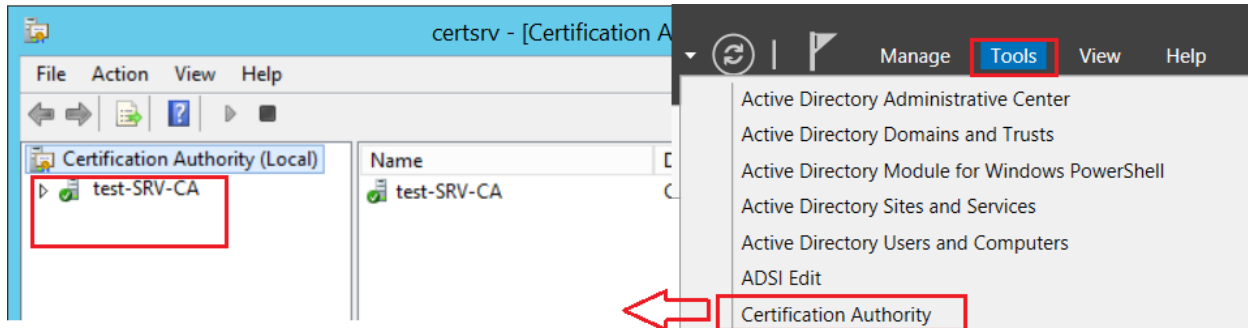 certsrv - [Certification A
File Action View Help
Certification Authority (Local)
test-SRV-CA
Name
test-SRV-CA
Manage Tools View Help
Active Directory Administrative Center
Active Directory Domains and Trusts
Active Directory Module for Windows PowerShell
Active Directory Sites and Services
Active Directory Users and Computers
ADSI Edit
Certification Authority